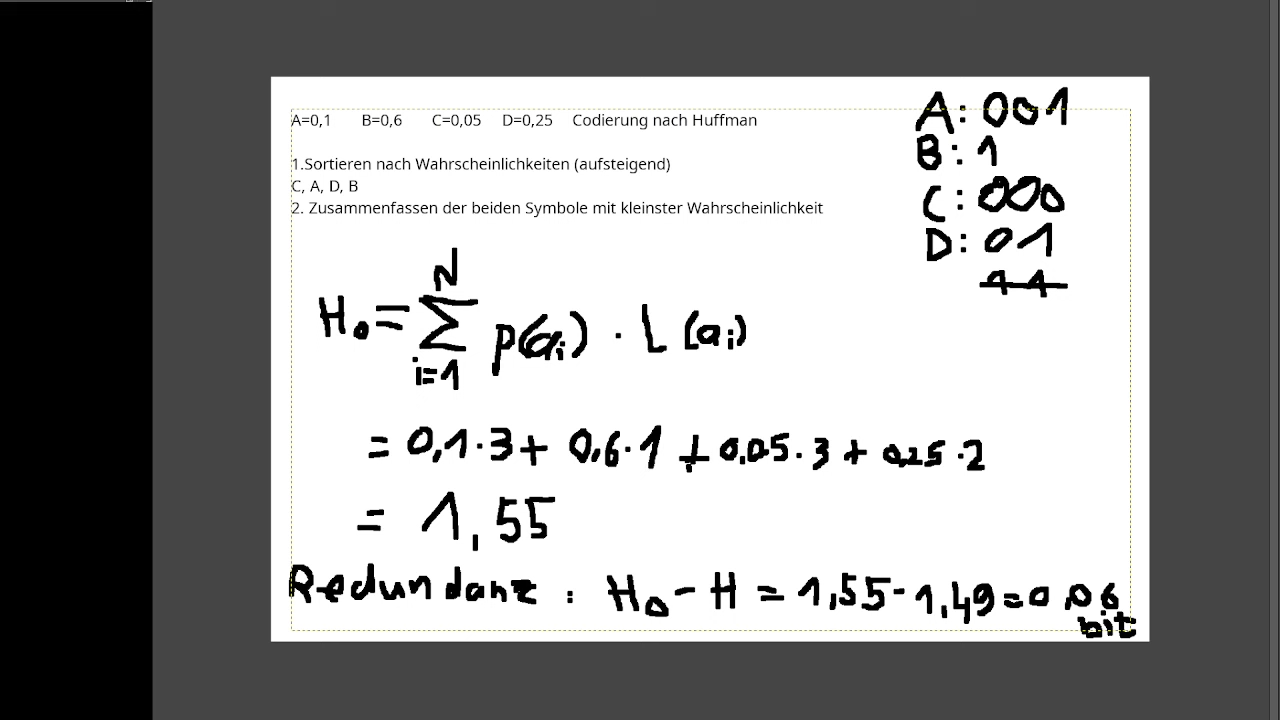 A=0,1 B=0,6 C=0,05 D=0,25 Codierung nach Huffman
1.Sortieren nach Wahrscheinlichkeiten (aufsteigend)
C, A, D, B
2. Zusammenfassen der beiden Symbole mit kleinster Wahrscheinlichkeit
A: 001
B: 1
C: 000
D: 01
H₀ = ∑ᵢ₌₁ᴺ p(aᵢ) · L(aᵢ)
= 0,1·3 + 0,6·1 + 0,05·3 + 0,25·2
= 1,55
Redundanz : H₀ - H = 1,55 - 1,49 = 0,06
bit